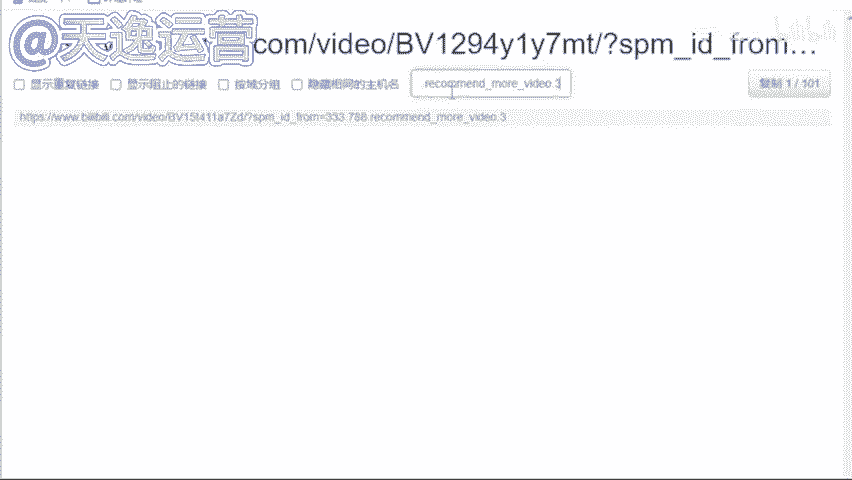 @天逸运营
com/video/BV1294y1y7mt/?spm_id_from...
显示重复链接 显示阻止的链接 按域分组 隐藏相同的主机名 recommend_more_video.3 复制 1 / 101
https://www.bilibili.com/video/BV15t411a7Zd/?spm_id_from=333.788.recommend_more_video.3